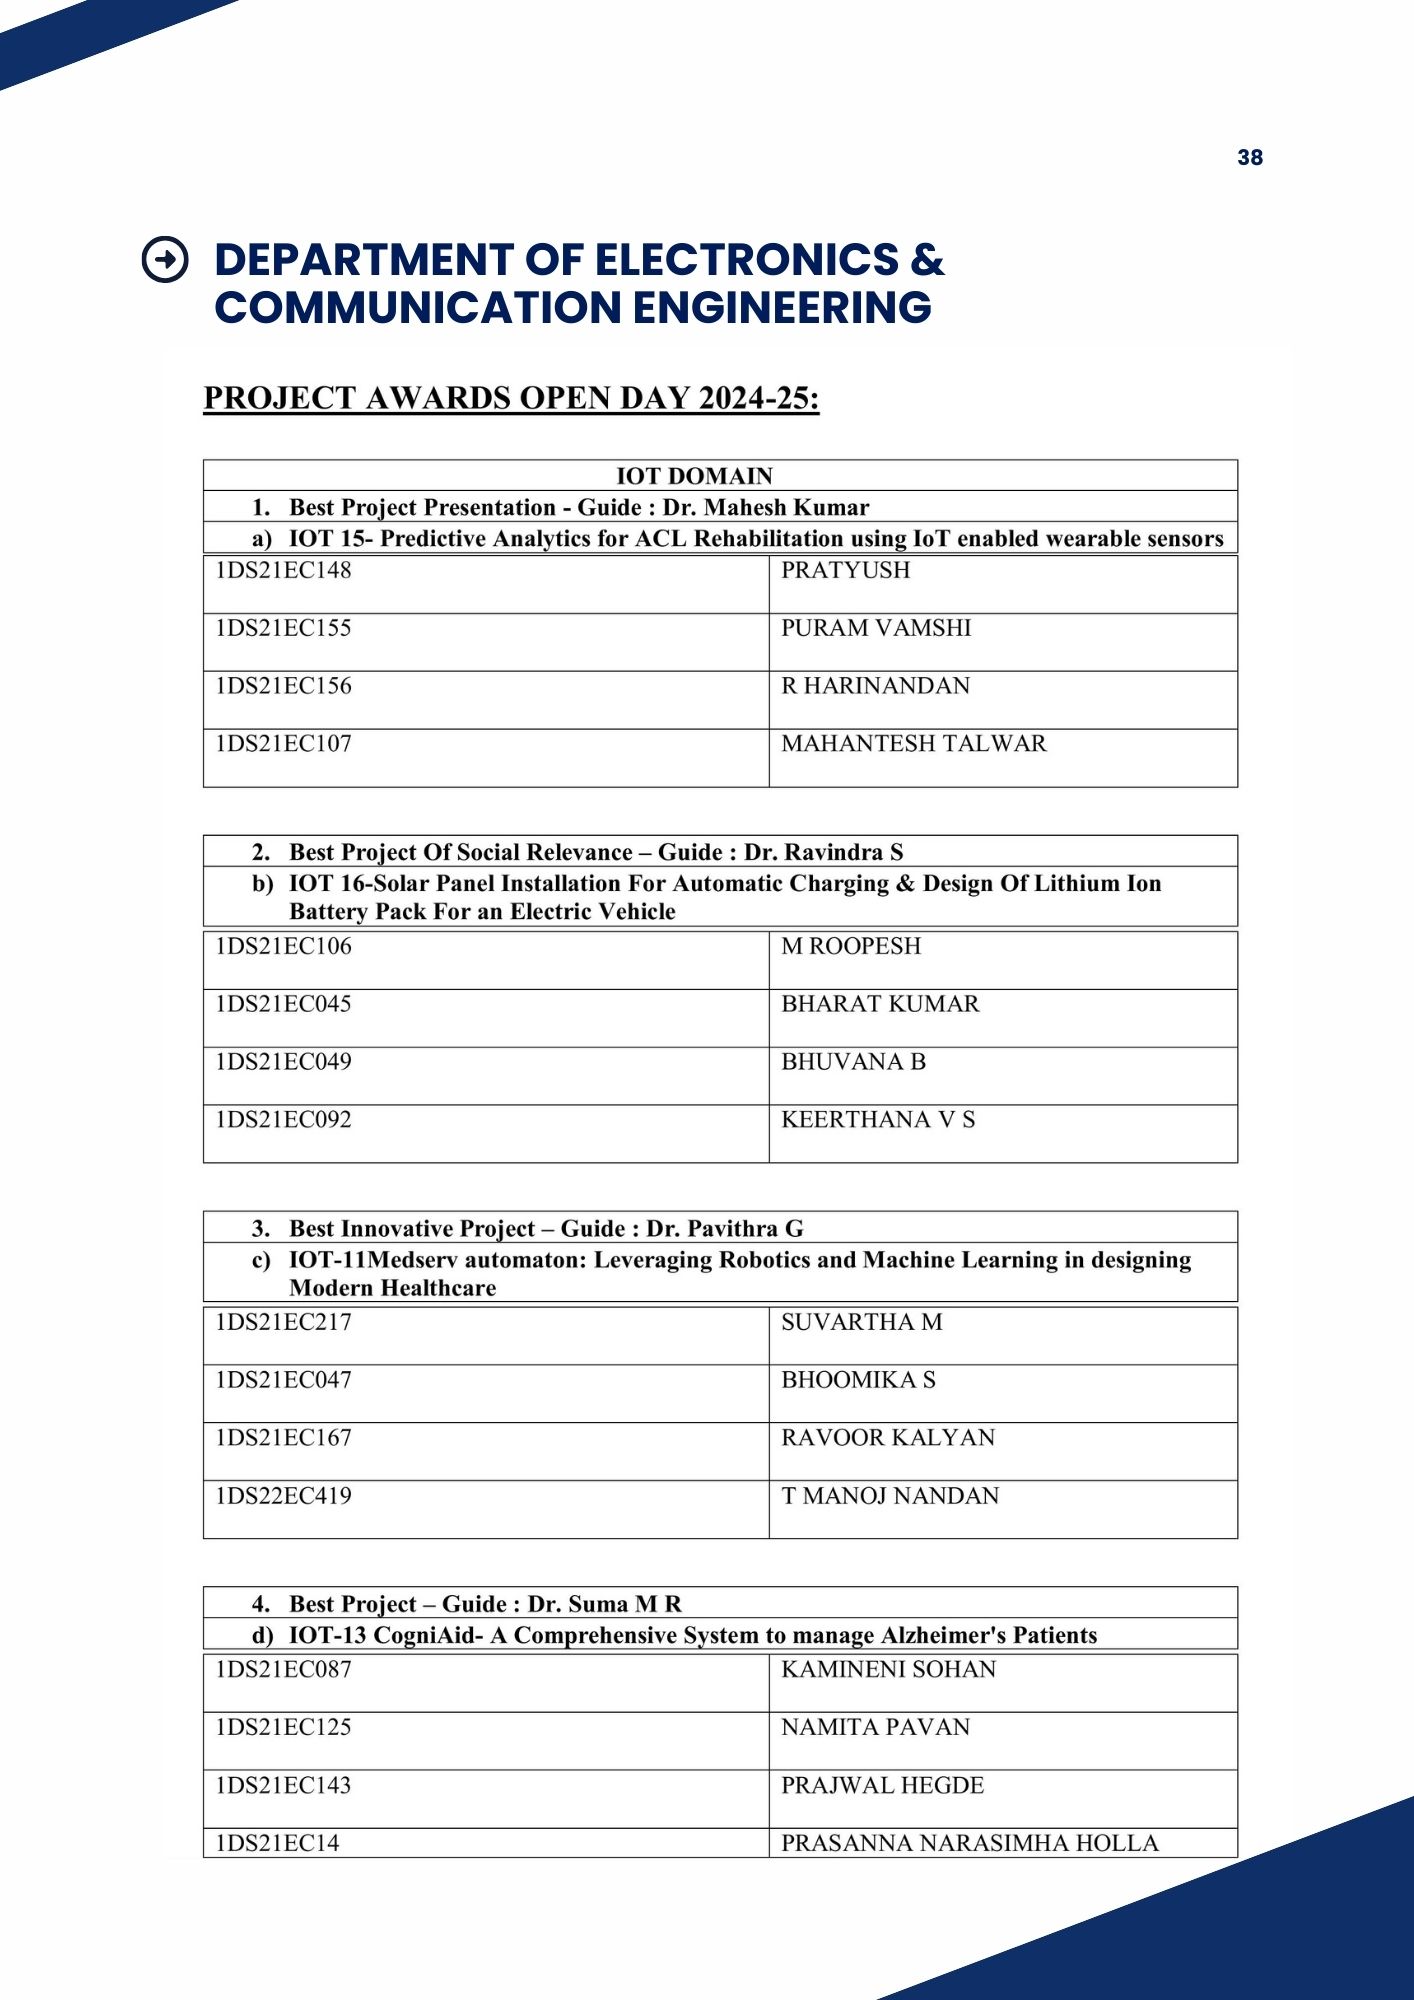 38
DEPARTMENT OF ELECTRONICS &
COMMUNICATION ENGINEERING
PROJECT AWARDS OPEN DAY 2024-25:
IOT DOMAIN
1. Best Project Presentation - Guide : Dr. Mahesh Kumar
a) IOT 15- Predictive Analytics for ACL Rehabilitation using IoT enabled wearable sensors
1DS21EC148 PRATYUSH
1DS21EC155 PURAM VAMSHI
1DS21EC156 R HARINANDAN
1DS21EC107 MAHANTESH TALWAR
2. Best Project Of Social Relevance – Guide : Dr. Ravindra S
b) IOT 16-Solar Panel Installation For Automatic Charging & Design Of Lithium Ion
Battery Pack For an Electric Vehicle
1DS21EC106 M ROOPESH
1DS21EC045 BHARAT KUMAR
1DS21EC049 BHUVANA B
1DS21EC092 KEERTHANA V S
3. Best Innovative Project – Guide : Dr. Pavithra G
c) IOT-11Medserv automaton: Leveraging Robotics and Machine Learning in designing
Modern Healthcare
1DS21EC217 SUVARTHA M
1DS21EC047 BHOOMIKA S
1DS21EC167 RAVOOR KALYAN
1DS22EC419 T MANOJ NANDAN
4. Best Project – Guide : Dr. Suma M R
d) IOT-13 CogniAid- A Comprehensive System to manage Alzheimer's Patients
1DS21EC087 KAMINENI SOHAN
1DS21EC125 NAMITA PAVAN
1DS21EC143 PRAJWAL HEGDE
1DS21EC14 PRASANNA NARASIMHA HOLLA